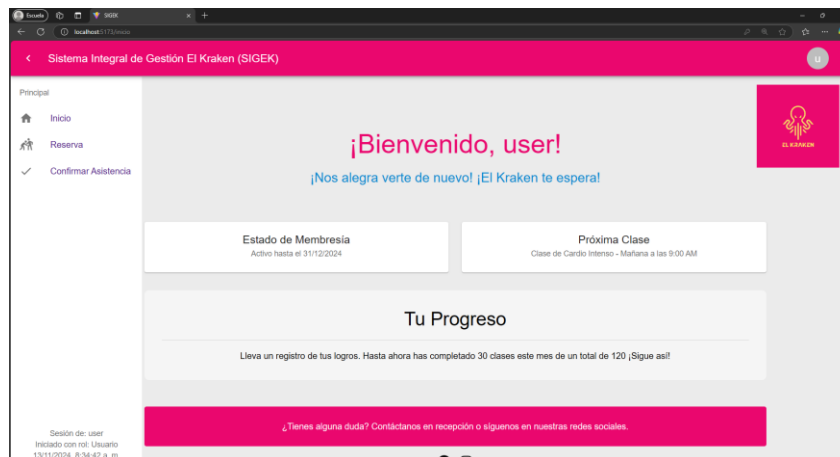 Escuela
SIGEK
localhost:5173/inicio
Sistema Integral de Gestión El Kraken (SIGEK)
u
Principal
Inicio
Reserva
Confirmar Asistencia
EL KRAKEN
¡Bienvenido, user!
¡Nos alegra verte de nuevo! ¡El Kraken te espera!
Estado de Membresía
Activo hasta el 31/12/2024
Próxima Clase
Clase de Cardio Intenso - Mañana a las 9:00 AM
Tu Progreso
Lleva un registro de tus logros. Hasta ahora has completado 30 clases este mes de un total de 120 ¡Sigue así!
¿Tienes alguna duda? Contáctanos en recepción o síguenos en nuestras redes sociales.
Sesión de: user
Iniciado con rol: Usuario
13/11/2024, 8:34:42 a. m.